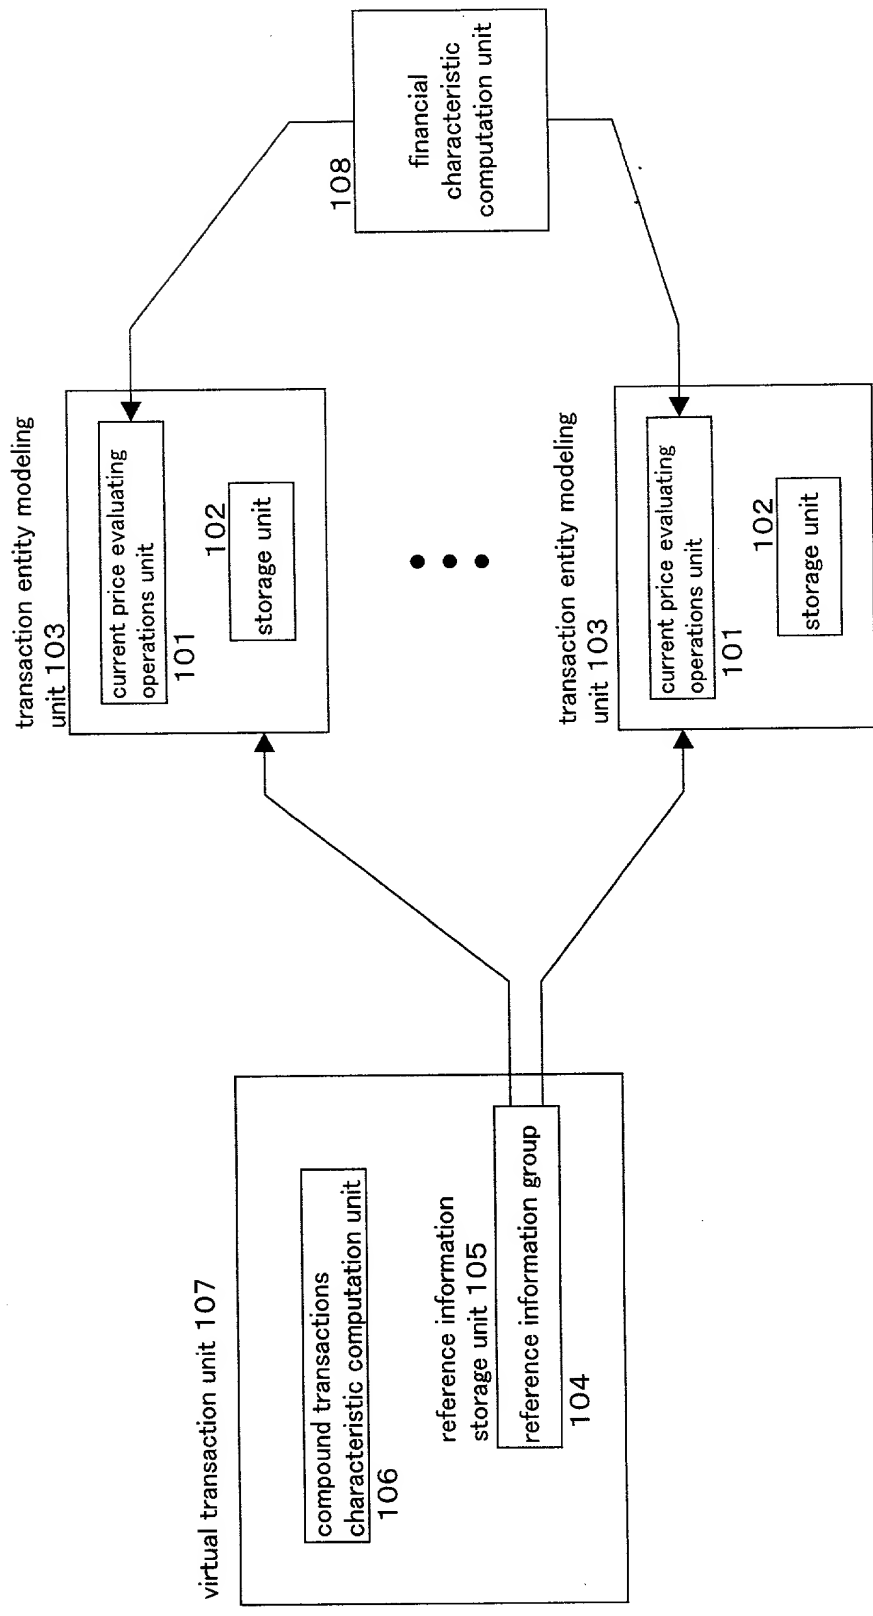 virtual transaction unit 107
compound transactions
characteristic computation unit
106
reference information
storage unit 105
reference information group
104
transaction entity modeling
unit 103
current price evaluating
operations unit
101
102
storage unit
transaction entity modeling
unit 103
current price evaluating
operations unit
101
102
storage unit
108
financial
characteristic
computation unit